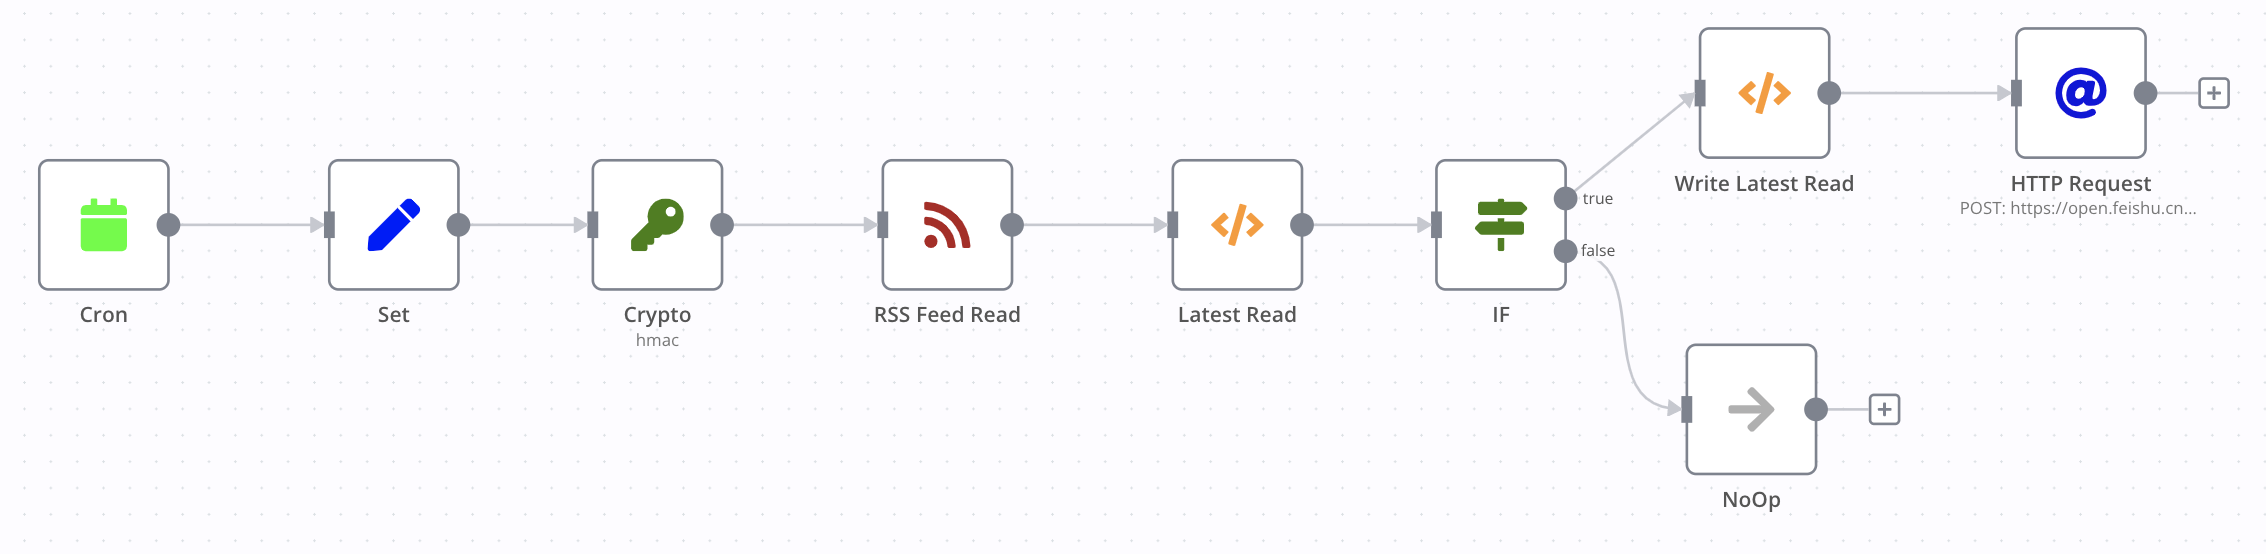 Cron
Set
Crypto
hmac
RSS Feed Read
Latest Read
IF
true
false
Write Latest Read
HTTP Request
POST: https://open.feishu.cn...
NoOp